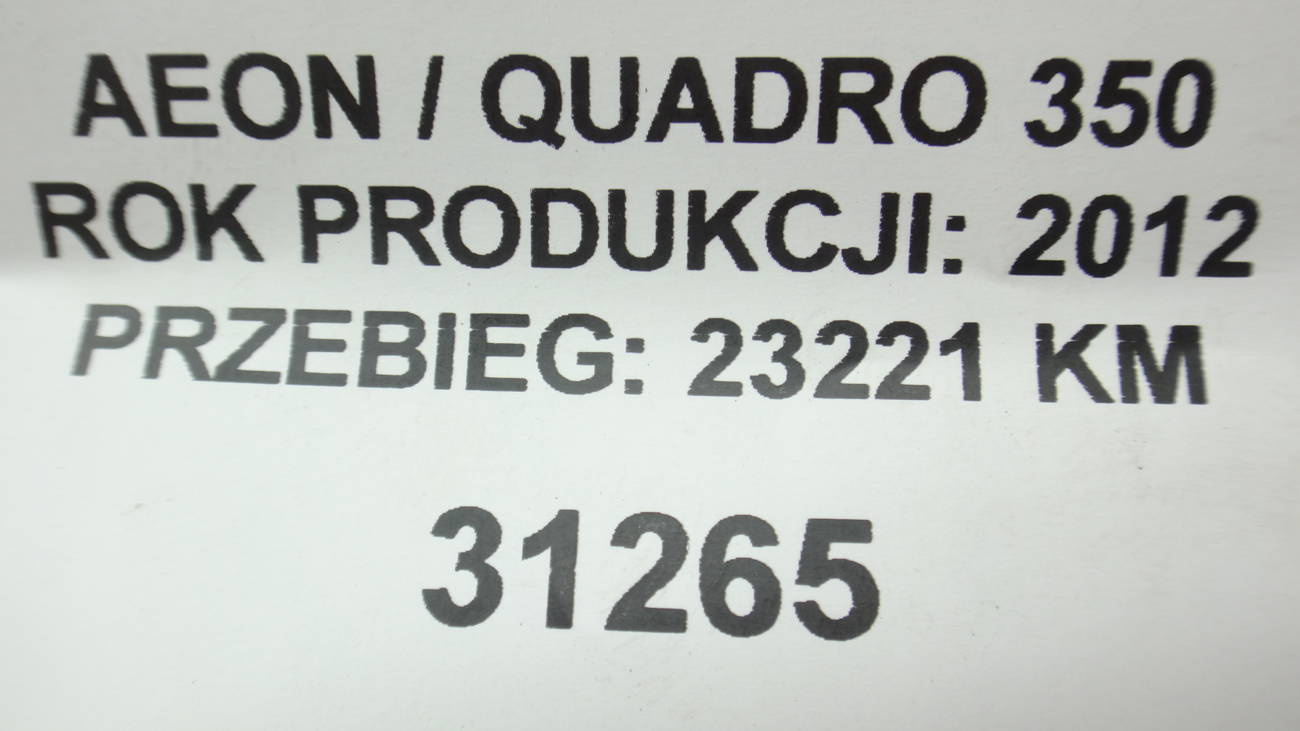 AEON / QUADRO 350
ROK PRODUKCJI: 2012
PRZEBIEG: 23221 KM
31265